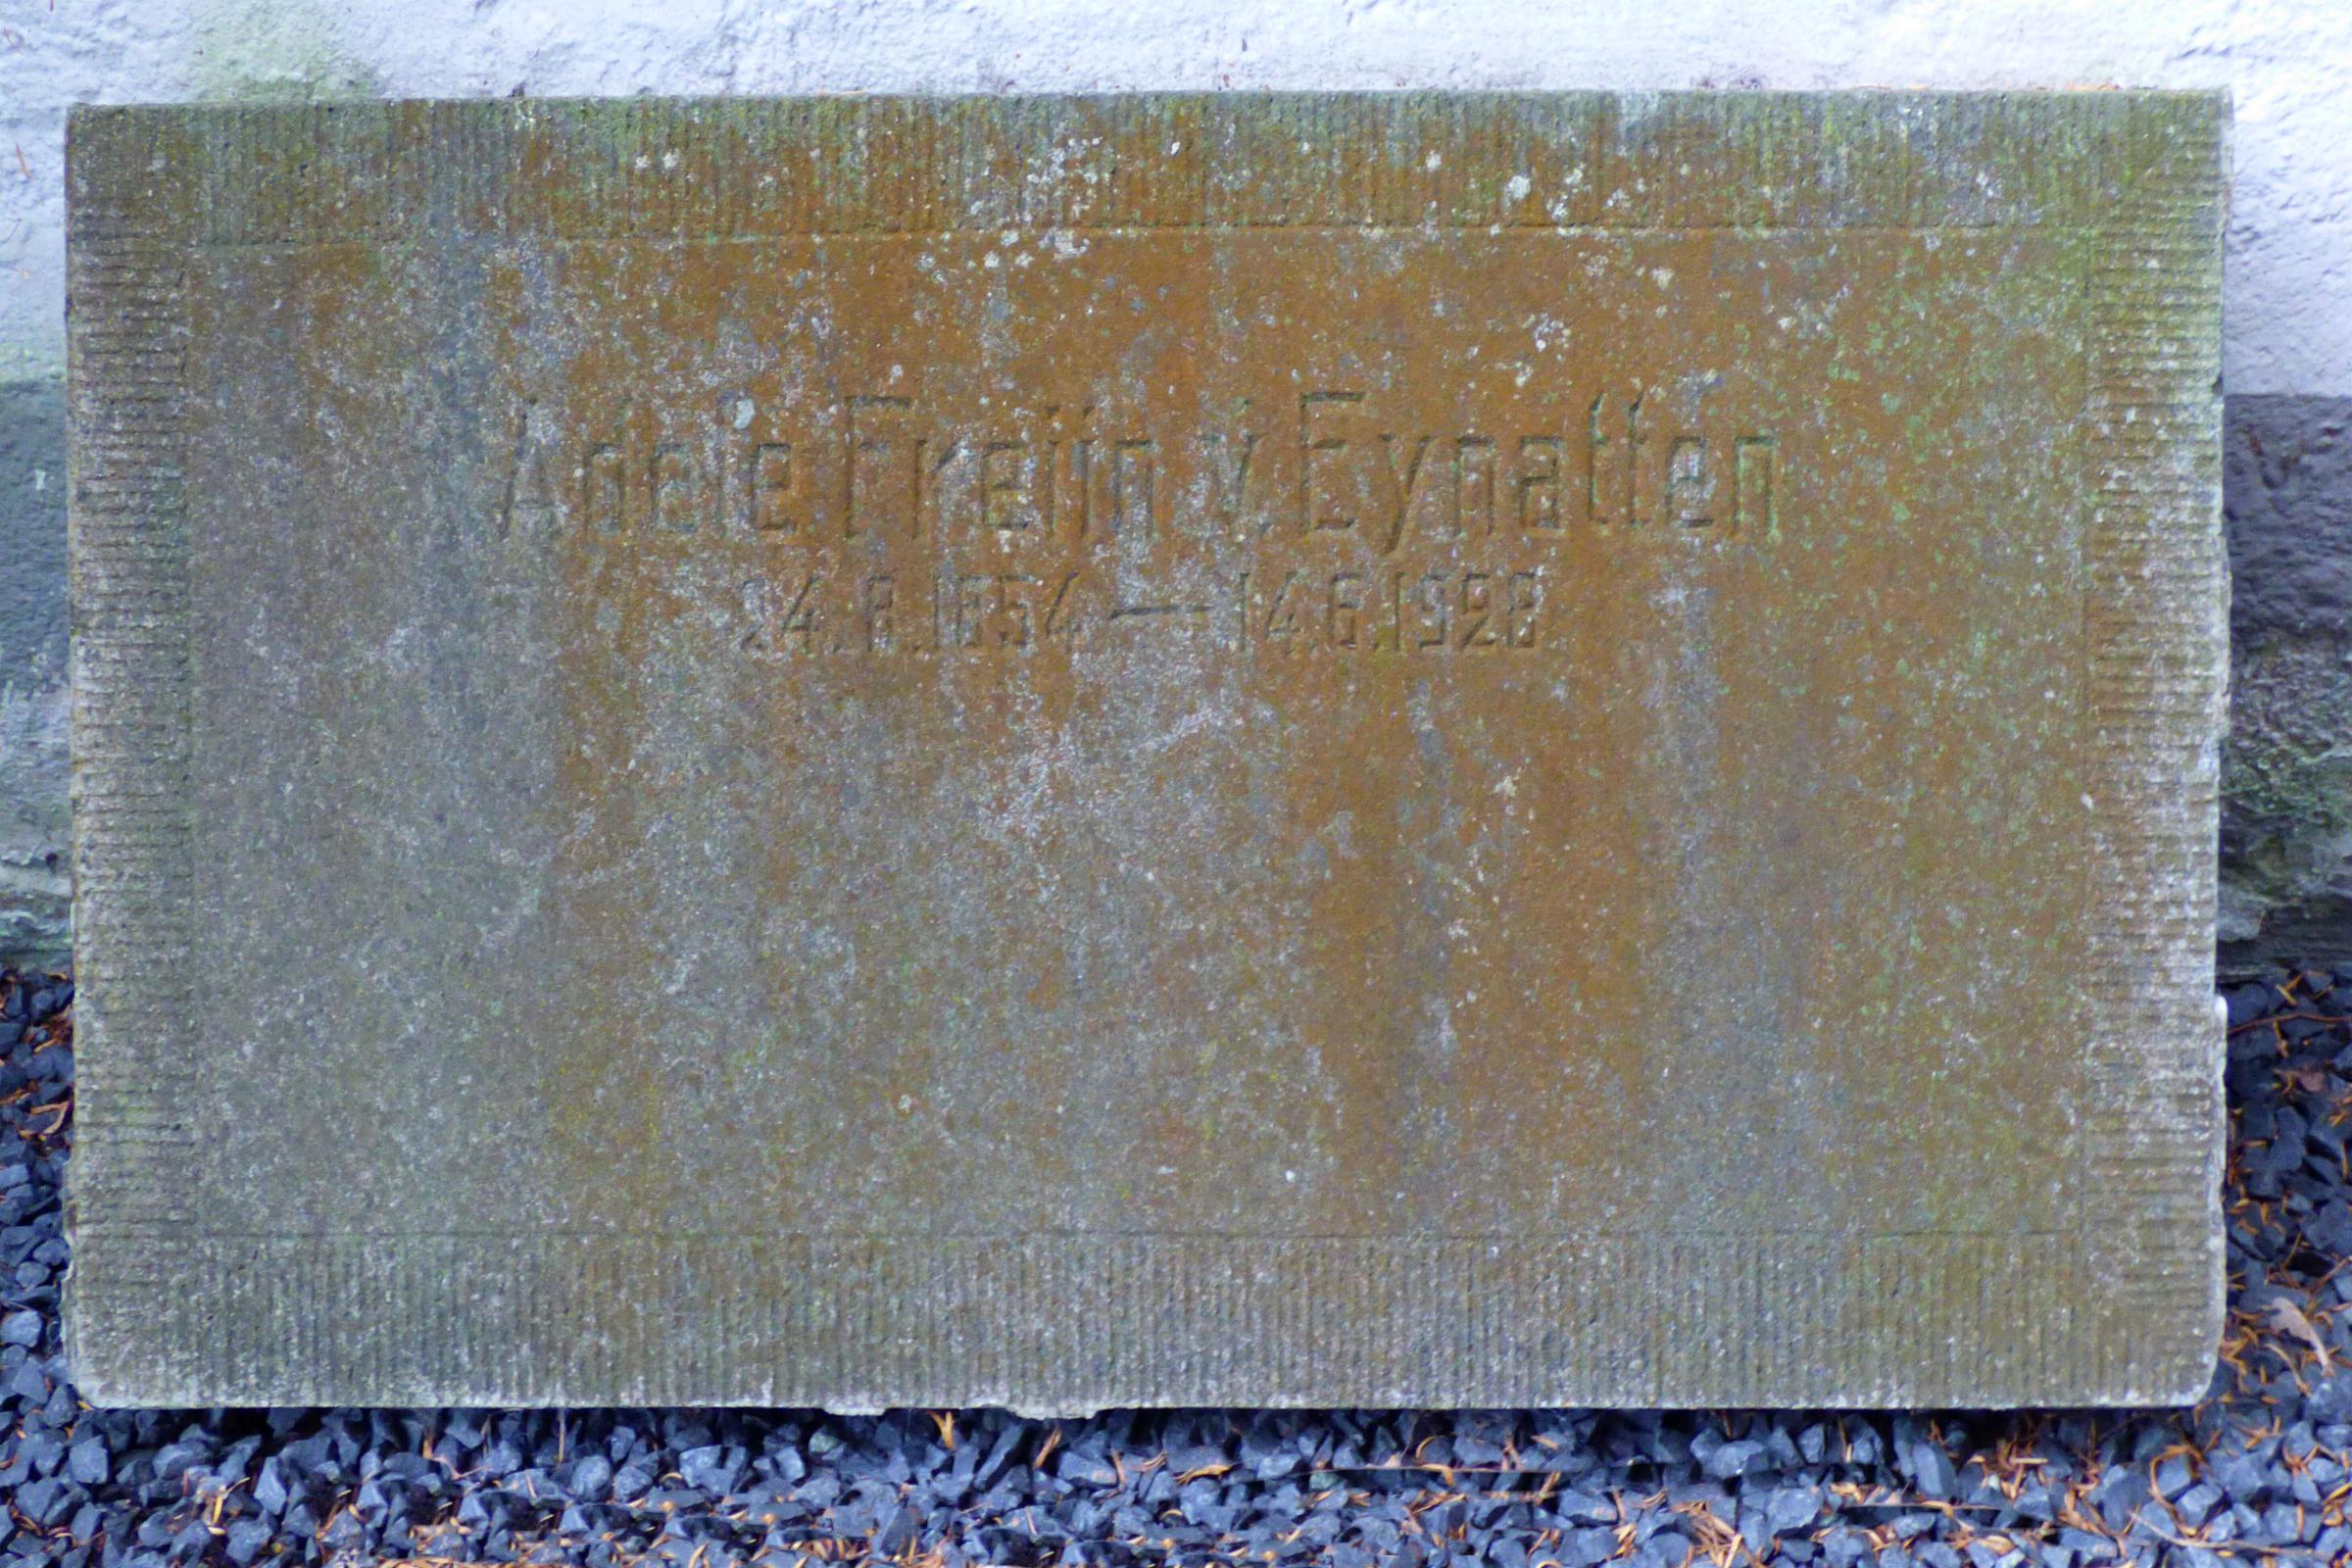 Adele Freiin v. Eynatten
24.8.1854 — 14.6.1928